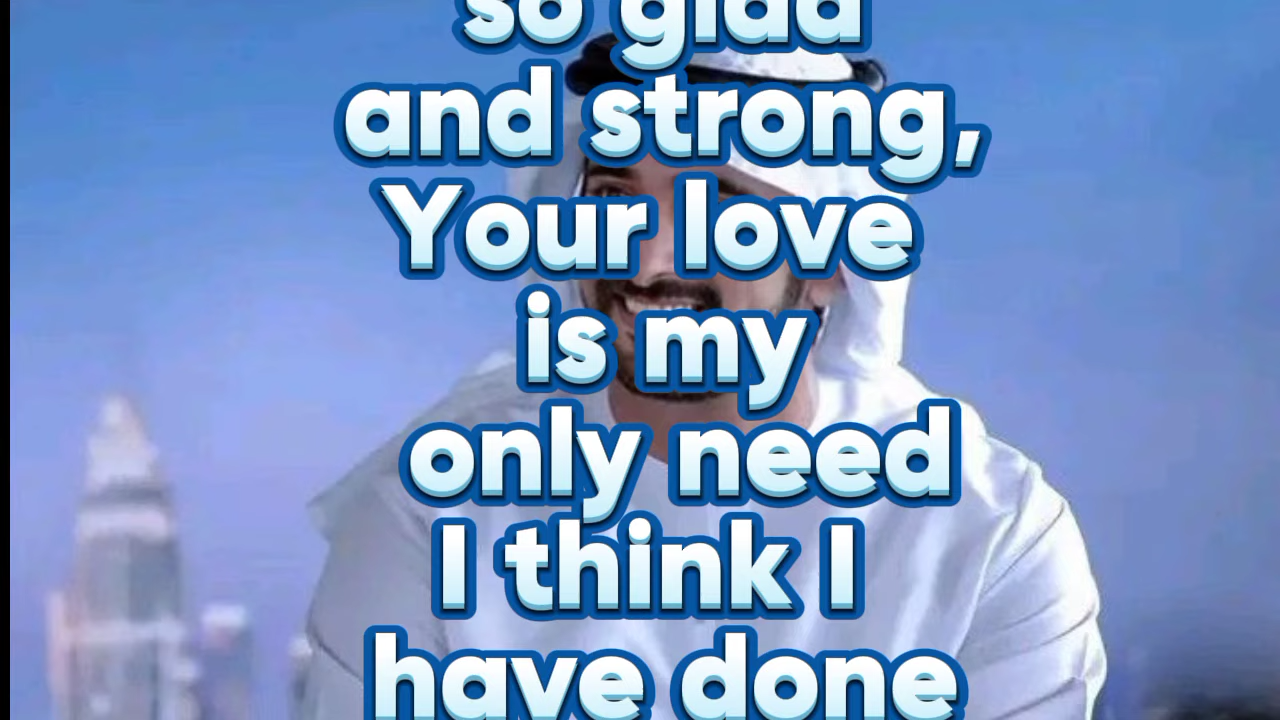 so glad
and strong,
Your love
is my
only need
I think I
have done